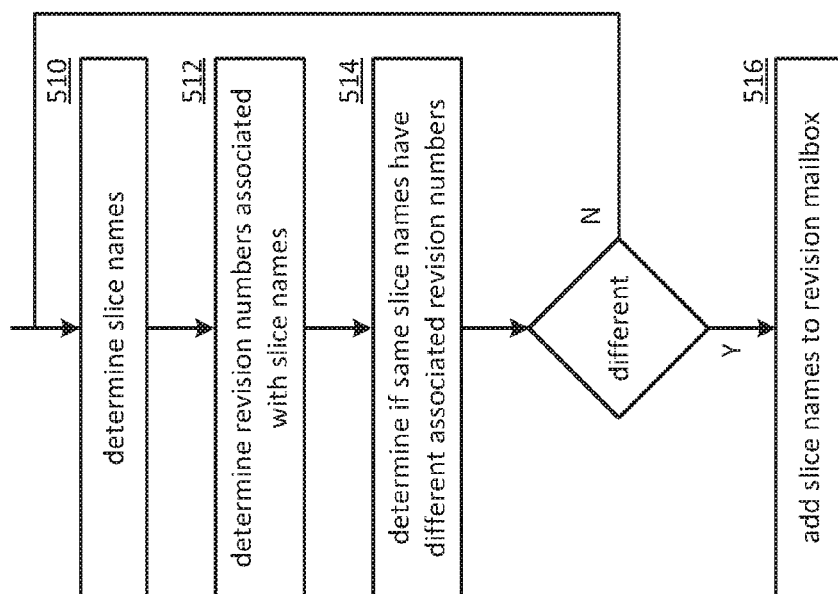 510
determine slice names
512
determine revision numbers associated
with slice names
514
determine if same slice names have
different associated revision numbers
different
N
Y
516
add slice names to revision mailbox